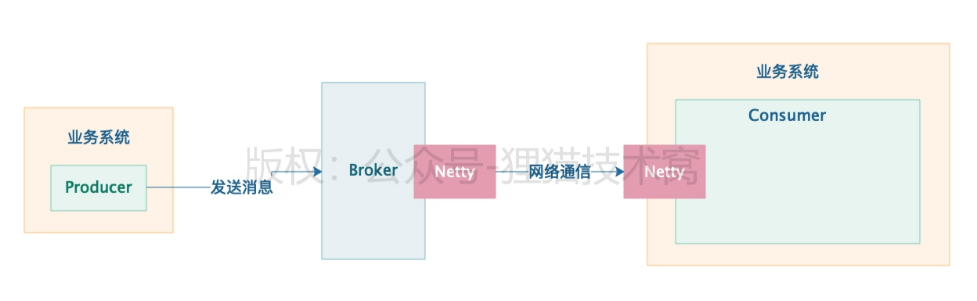 业务系统
Producer
发送消息
Broker
Netty
网络通信
Netty
业务系统
Consumer
版权：公众号-狸猫技术窝